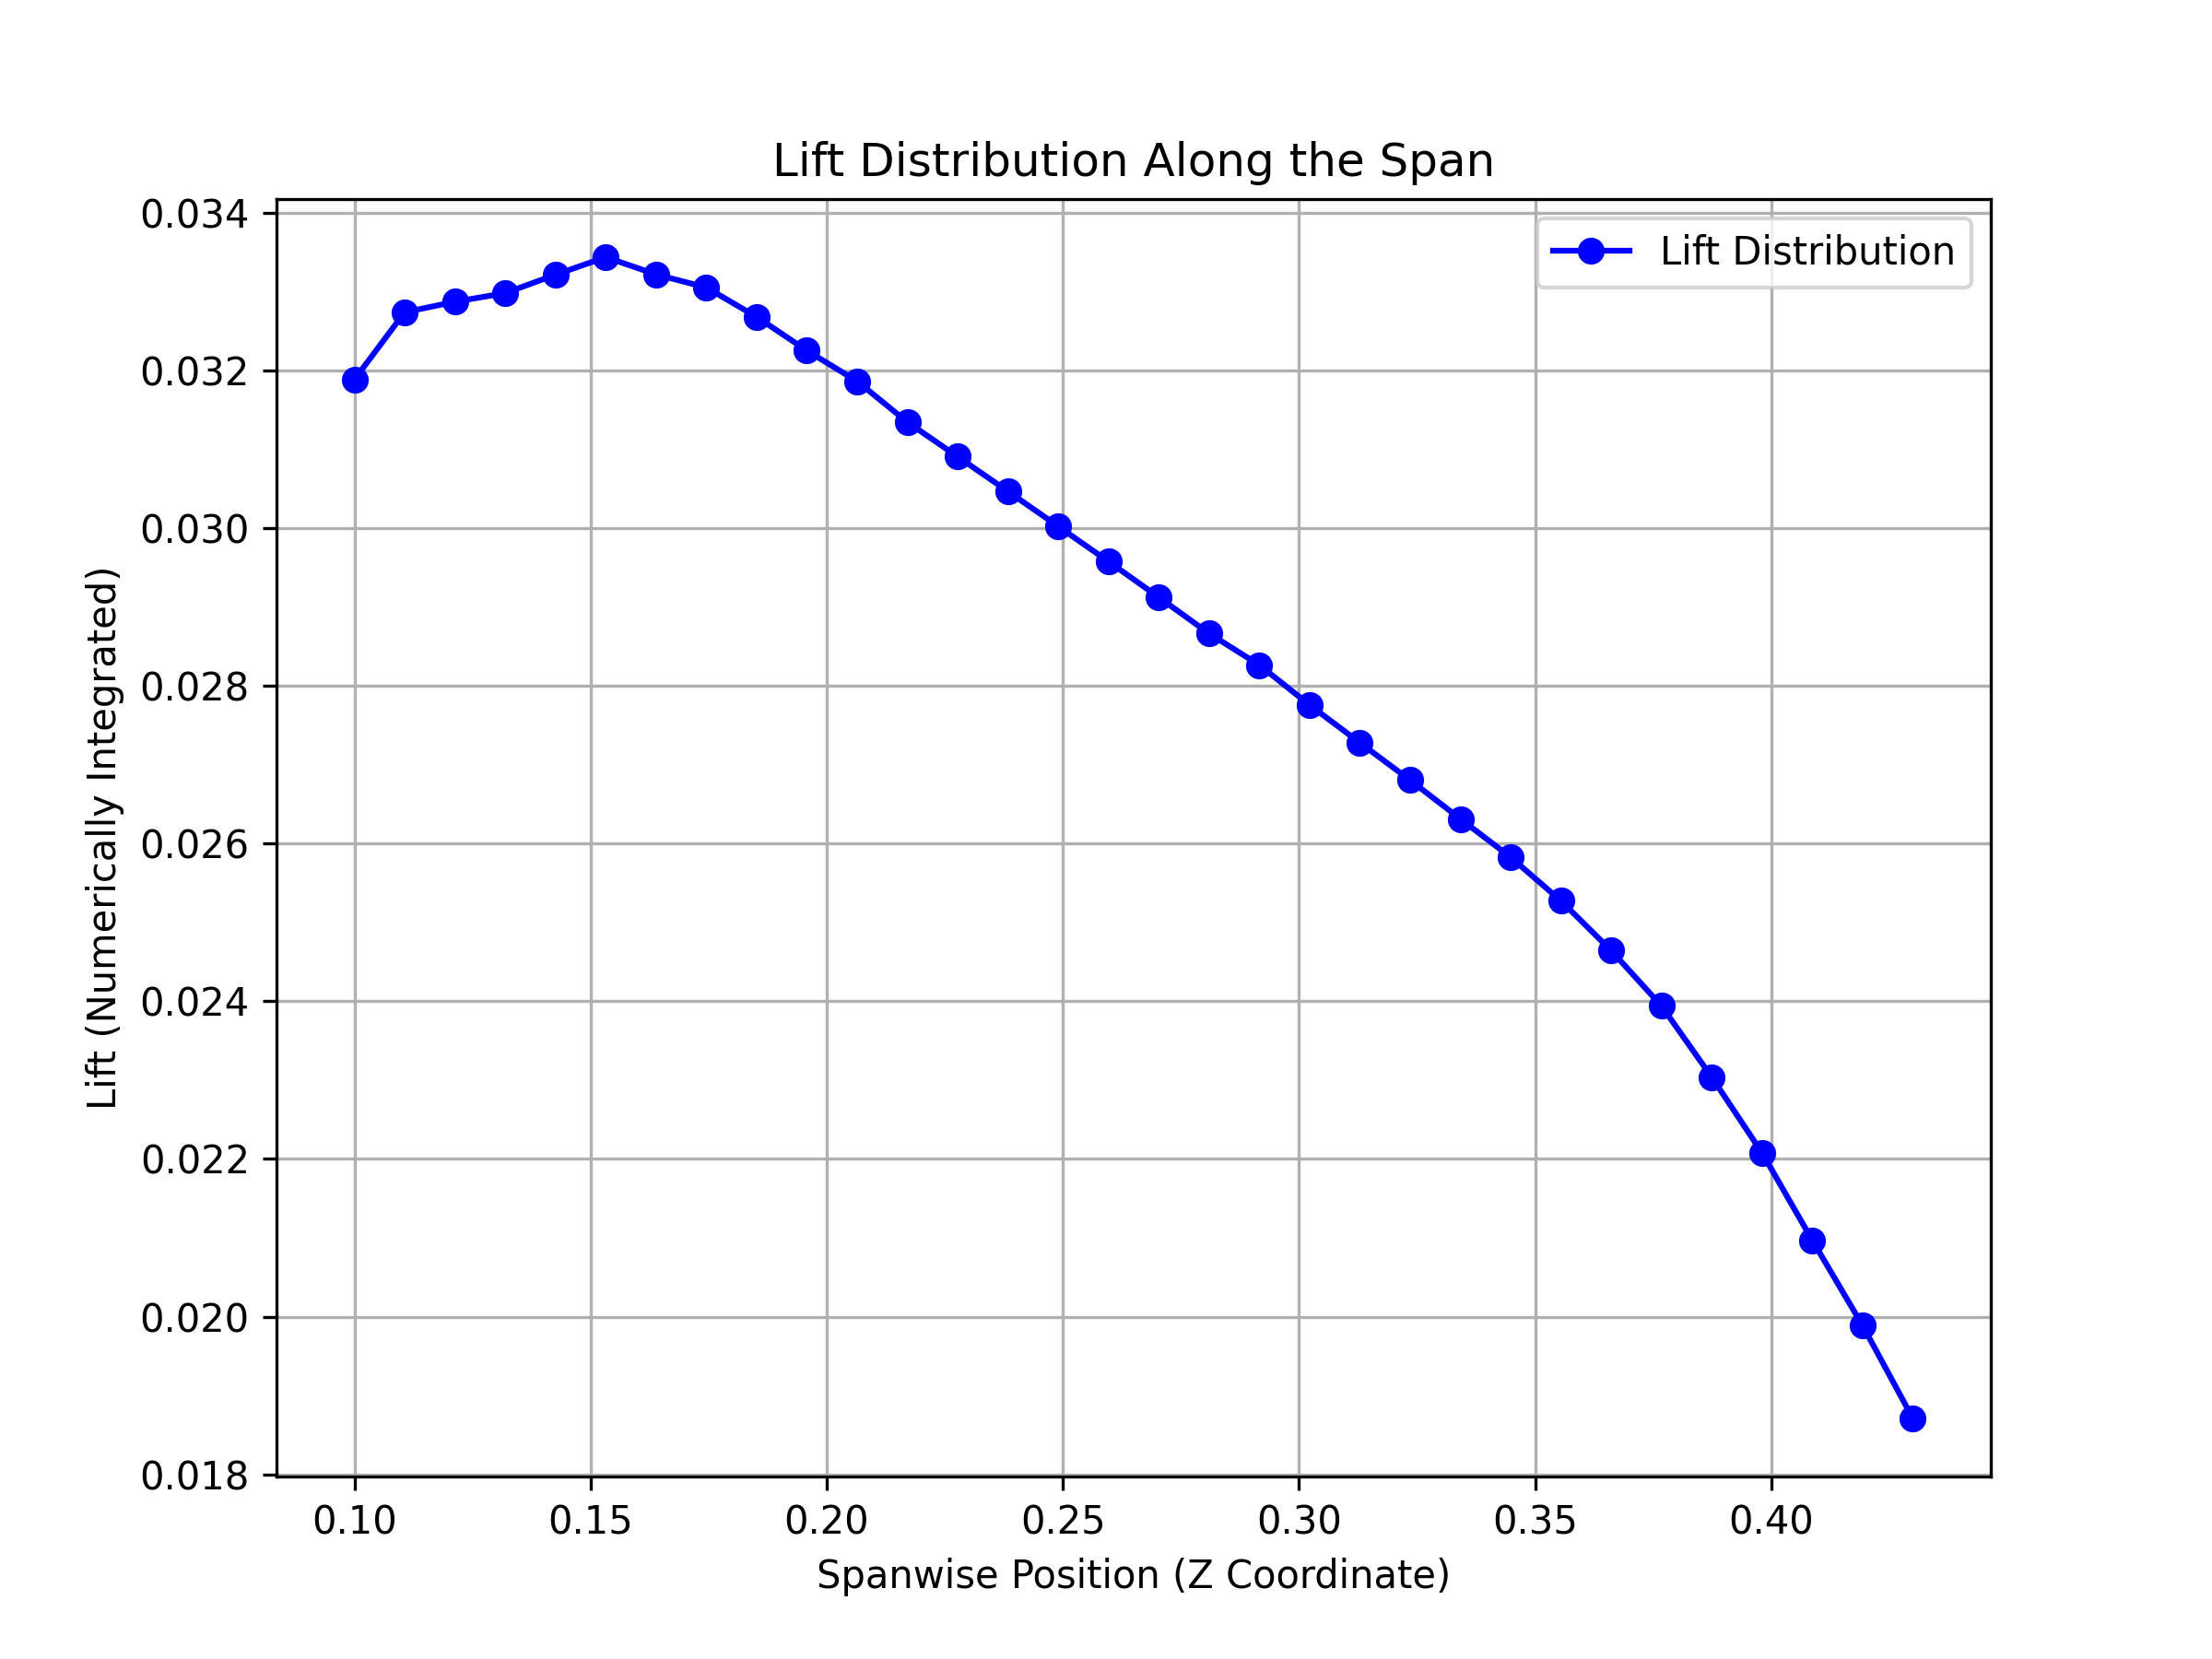 Lift Distribution Along the Span
Lift Distribution
0.034
0.032
0.030
0.028
0.026
0.024
0.022
0.020
0.018
Lift (Numerically Integrated)
0.10 0.15 0.20 0.25 0.30 0.35 0.40
Spanwise Position (Z Coordinate)